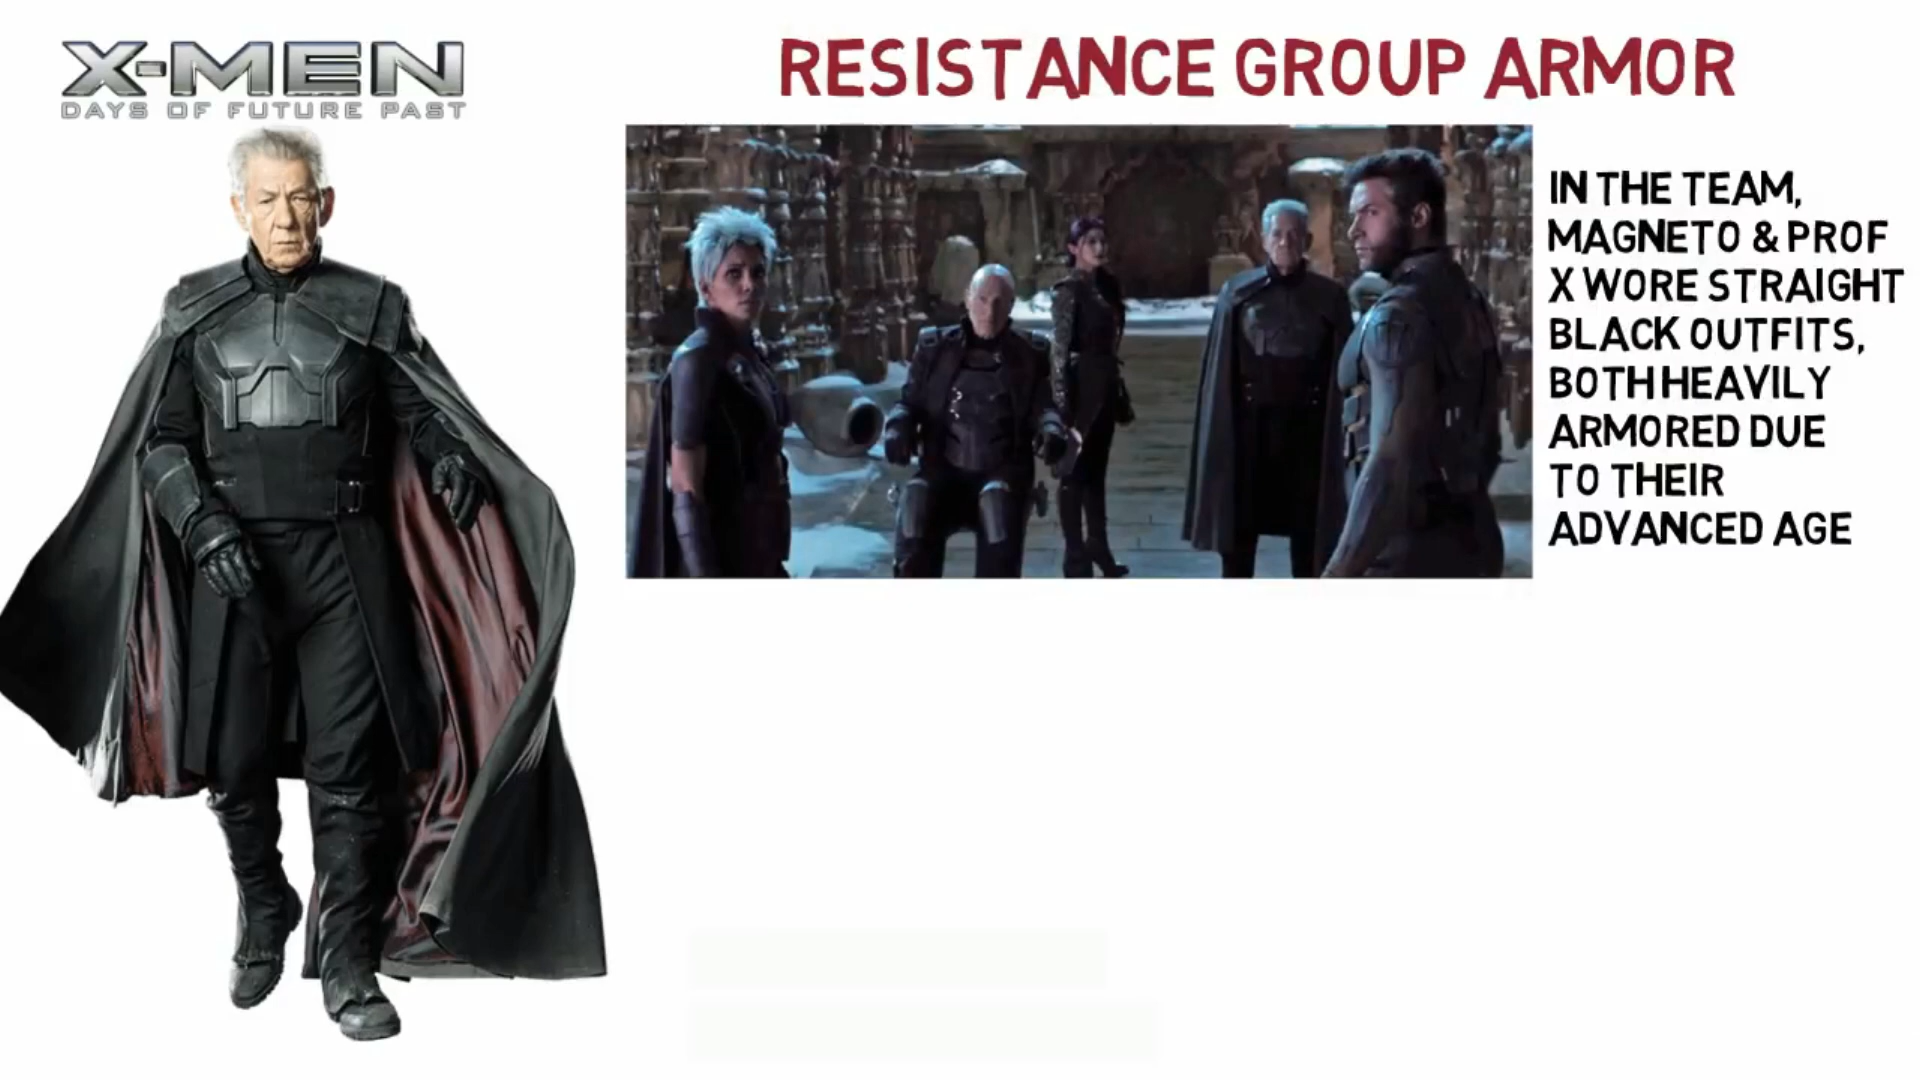 X-MEN
DAYS OF FUTURE PAST
RESISTANCE GROUP ARMOR
IN THE TEAM,
MAGNETO & PROF
X WORE STRAIGHT
BLACK OUTFITS,
BOTH HEAVILY
ARMORED DUE
TO THEIR
ADVANCED AGE